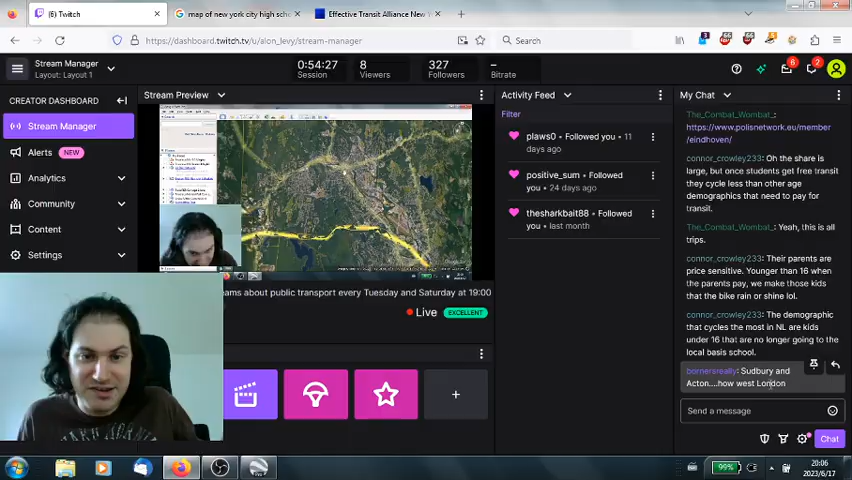 (6) Twitch
map of new york city high scho
Effective Transit Alliance New Y
https://dashboard.twitch.tv/u/alon_levy/stream-manager
Search
Stream Manager
Layout: Layout 1
0:54:27
Session
8
Viewers
327
Followers
–
Bitrate
6
2
CREATOR DASHBOARD
Stream Manager
Alerts NEW
Analytics
Community
Content
Settings
Stream Preview
ams about public transport every Tuesday and Saturday at 19:00
Live EXCELLENT
Activity Feed
Filter
plaws0 • Followed you • 11
days ago
positive_sum • Followed
you • 24 days ago
thesharkbait88 • Followed
you • last month
My Chat
The_Combat_Wombat_:
https://www.polisnetwork.eu/member
/eindhoven/
connor_crowley233: Oh the share is
large, but once students get free transit
they cycle less than other age
demographics that need to pay for
transit.
The_Combat_Wombat_: Yeah, this is all
trips.
connor_crowley233: Their parents are
price sensitive. Younger than 16 when
the parents pay, we make those kids
that the bike rain or shine lol.
connor_crowley233: The demographic
that cycles the most in NL are kids
under 16 that are no longer going to the
local basis school.
bornersreally: Sudbury and
Acton....how west London
Send a message
Chat
99%
20:06
2023/6/17